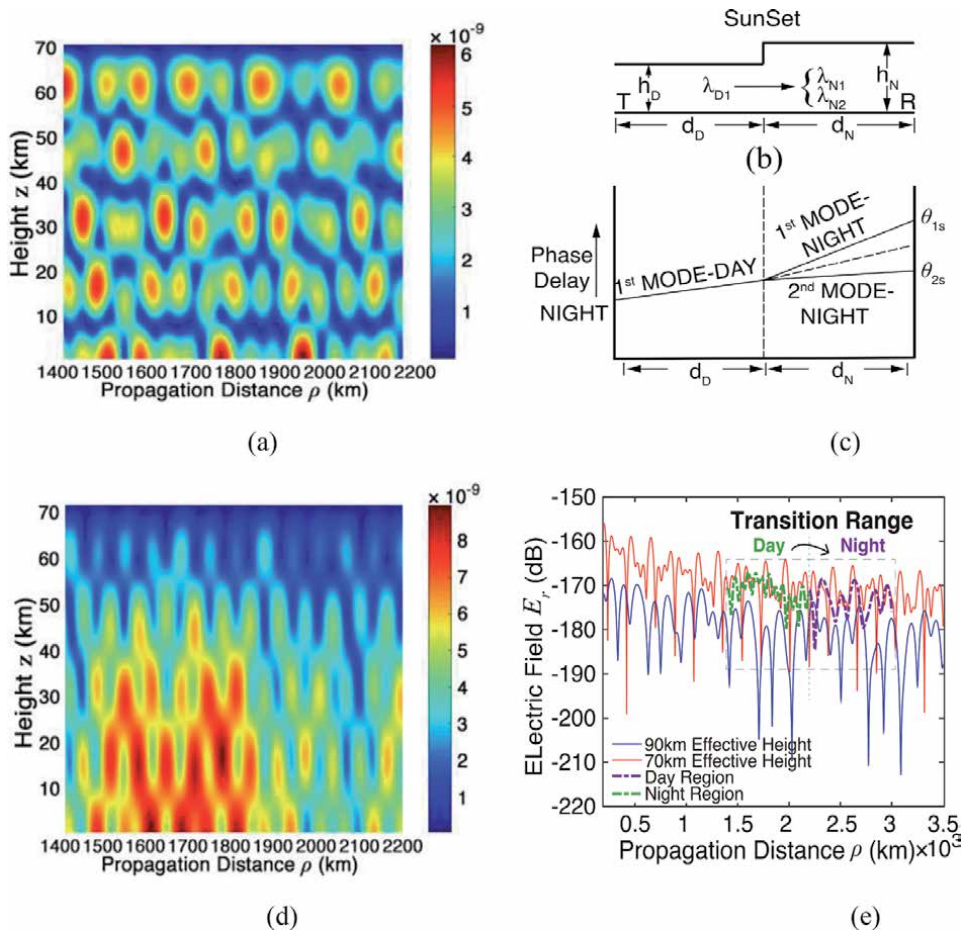 × 10⁻⁹
70
60
50
40
30
20
10
Height z (km)
6
5
4
3
2
1
1400 1500 1600 1700 1800 1900 2000 2100 2200
Propagation Distance ρ (km)
(a)
SunSet
h_D
λ_D1
λ_N1
λ_N2
h_N
T
R
d_D
d_N
(b)
Phase
Delay
NIGHT
1st MODE-DAY
1st MODE-
NIGHT
2nd MODE-
NIGHT
θ_1s
θ_2s
d_D
d_N
(c)
× 10⁻⁹
70
60
50
40
30
20
10
Height z (km)
8
7
6
5
4
3
2
1
1400 1500 1600 1700 1800 1900 2000 2100 2200
Propagation Distance ρ (km)
(d)
-150
-160
-170
-180
-190
-200
-210
-220
ELectric Field E_r (dB)
Transition Range
Day
Night
90km Effective Height
70km Effective Height
Day Region
Night Region
0.5 1 1.5 2 2.5 3 3.5
Propagation Distance ρ (km)×10³
(e)